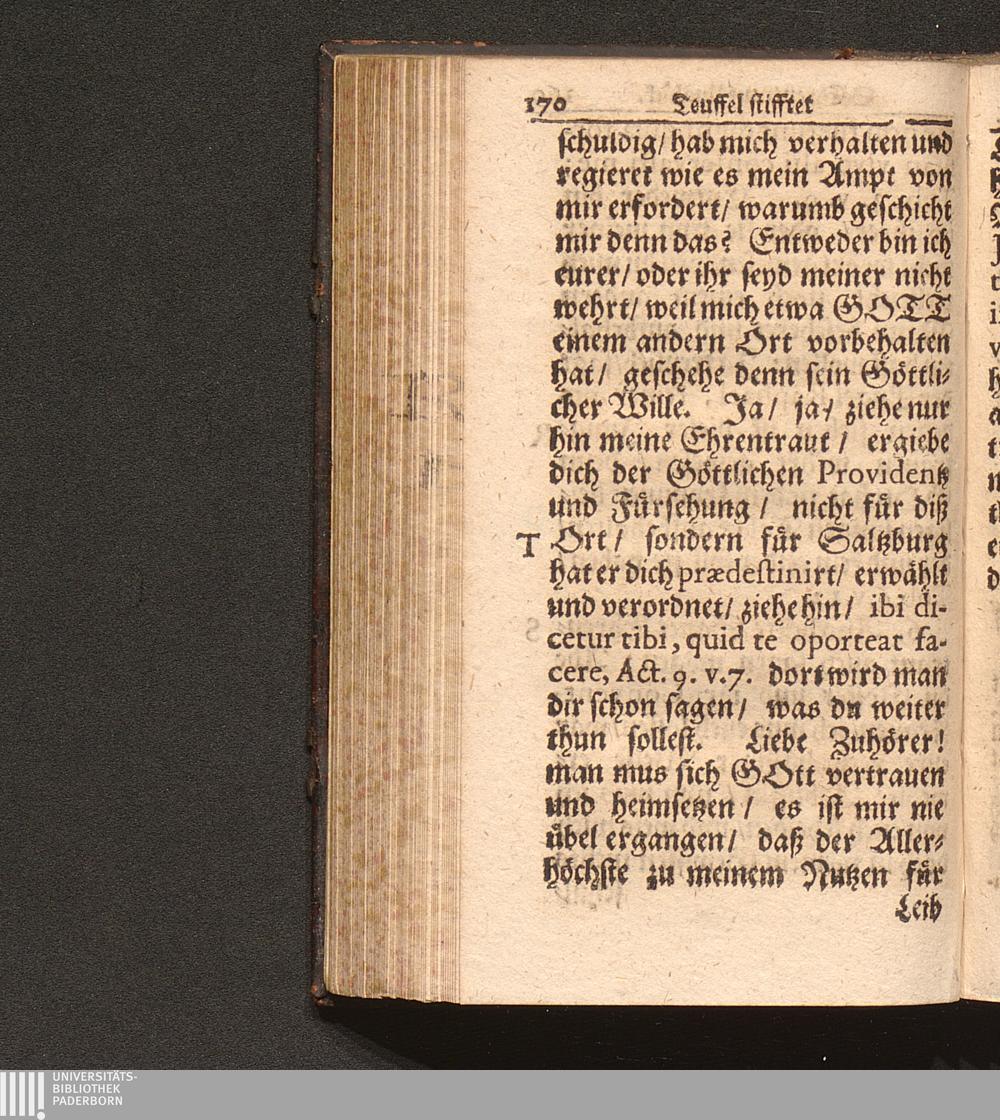 170 Teuffel stifftet
schuldig/ hab mich verhalten und
regieret wie es mein Ampt von
mir erfordert/ warumb geschicht
mir denn das? Entweder bin ich
eurer/ oder ihr seyd meiner nicht
wehrt/ weil mich etwa GOTT
einem andern Ort vorbehalten
hat/ geschehe denn sein Göttli-
cher Wille. Ja/ ja/ ziehe nur
hin meine Ehrentraut/ ergiebe
dich der Göttlichen Providentz
und Fürsehung/ nicht für diß
T Ort/ sondern für Saltzburg
hat er dich prædestinirt/ erwählt
und verordnet/ ziehe hin/ ibi di-
cetur tibi, quid te oporteat fa-
cere, Act. 9. v.7. dort wird man
dir schon sagen/ was du weiter
thun sollest. Liebe Zuhörer!
man mus sich GOtt vertrauen
und heimsetzen/ es ist mir nie
übel ergangen/ daß der Aller-
höchste zu meinem Nutzen für
Leib
UNIVERSITÄTS-
BIBLIOTHEK
PADERBORN